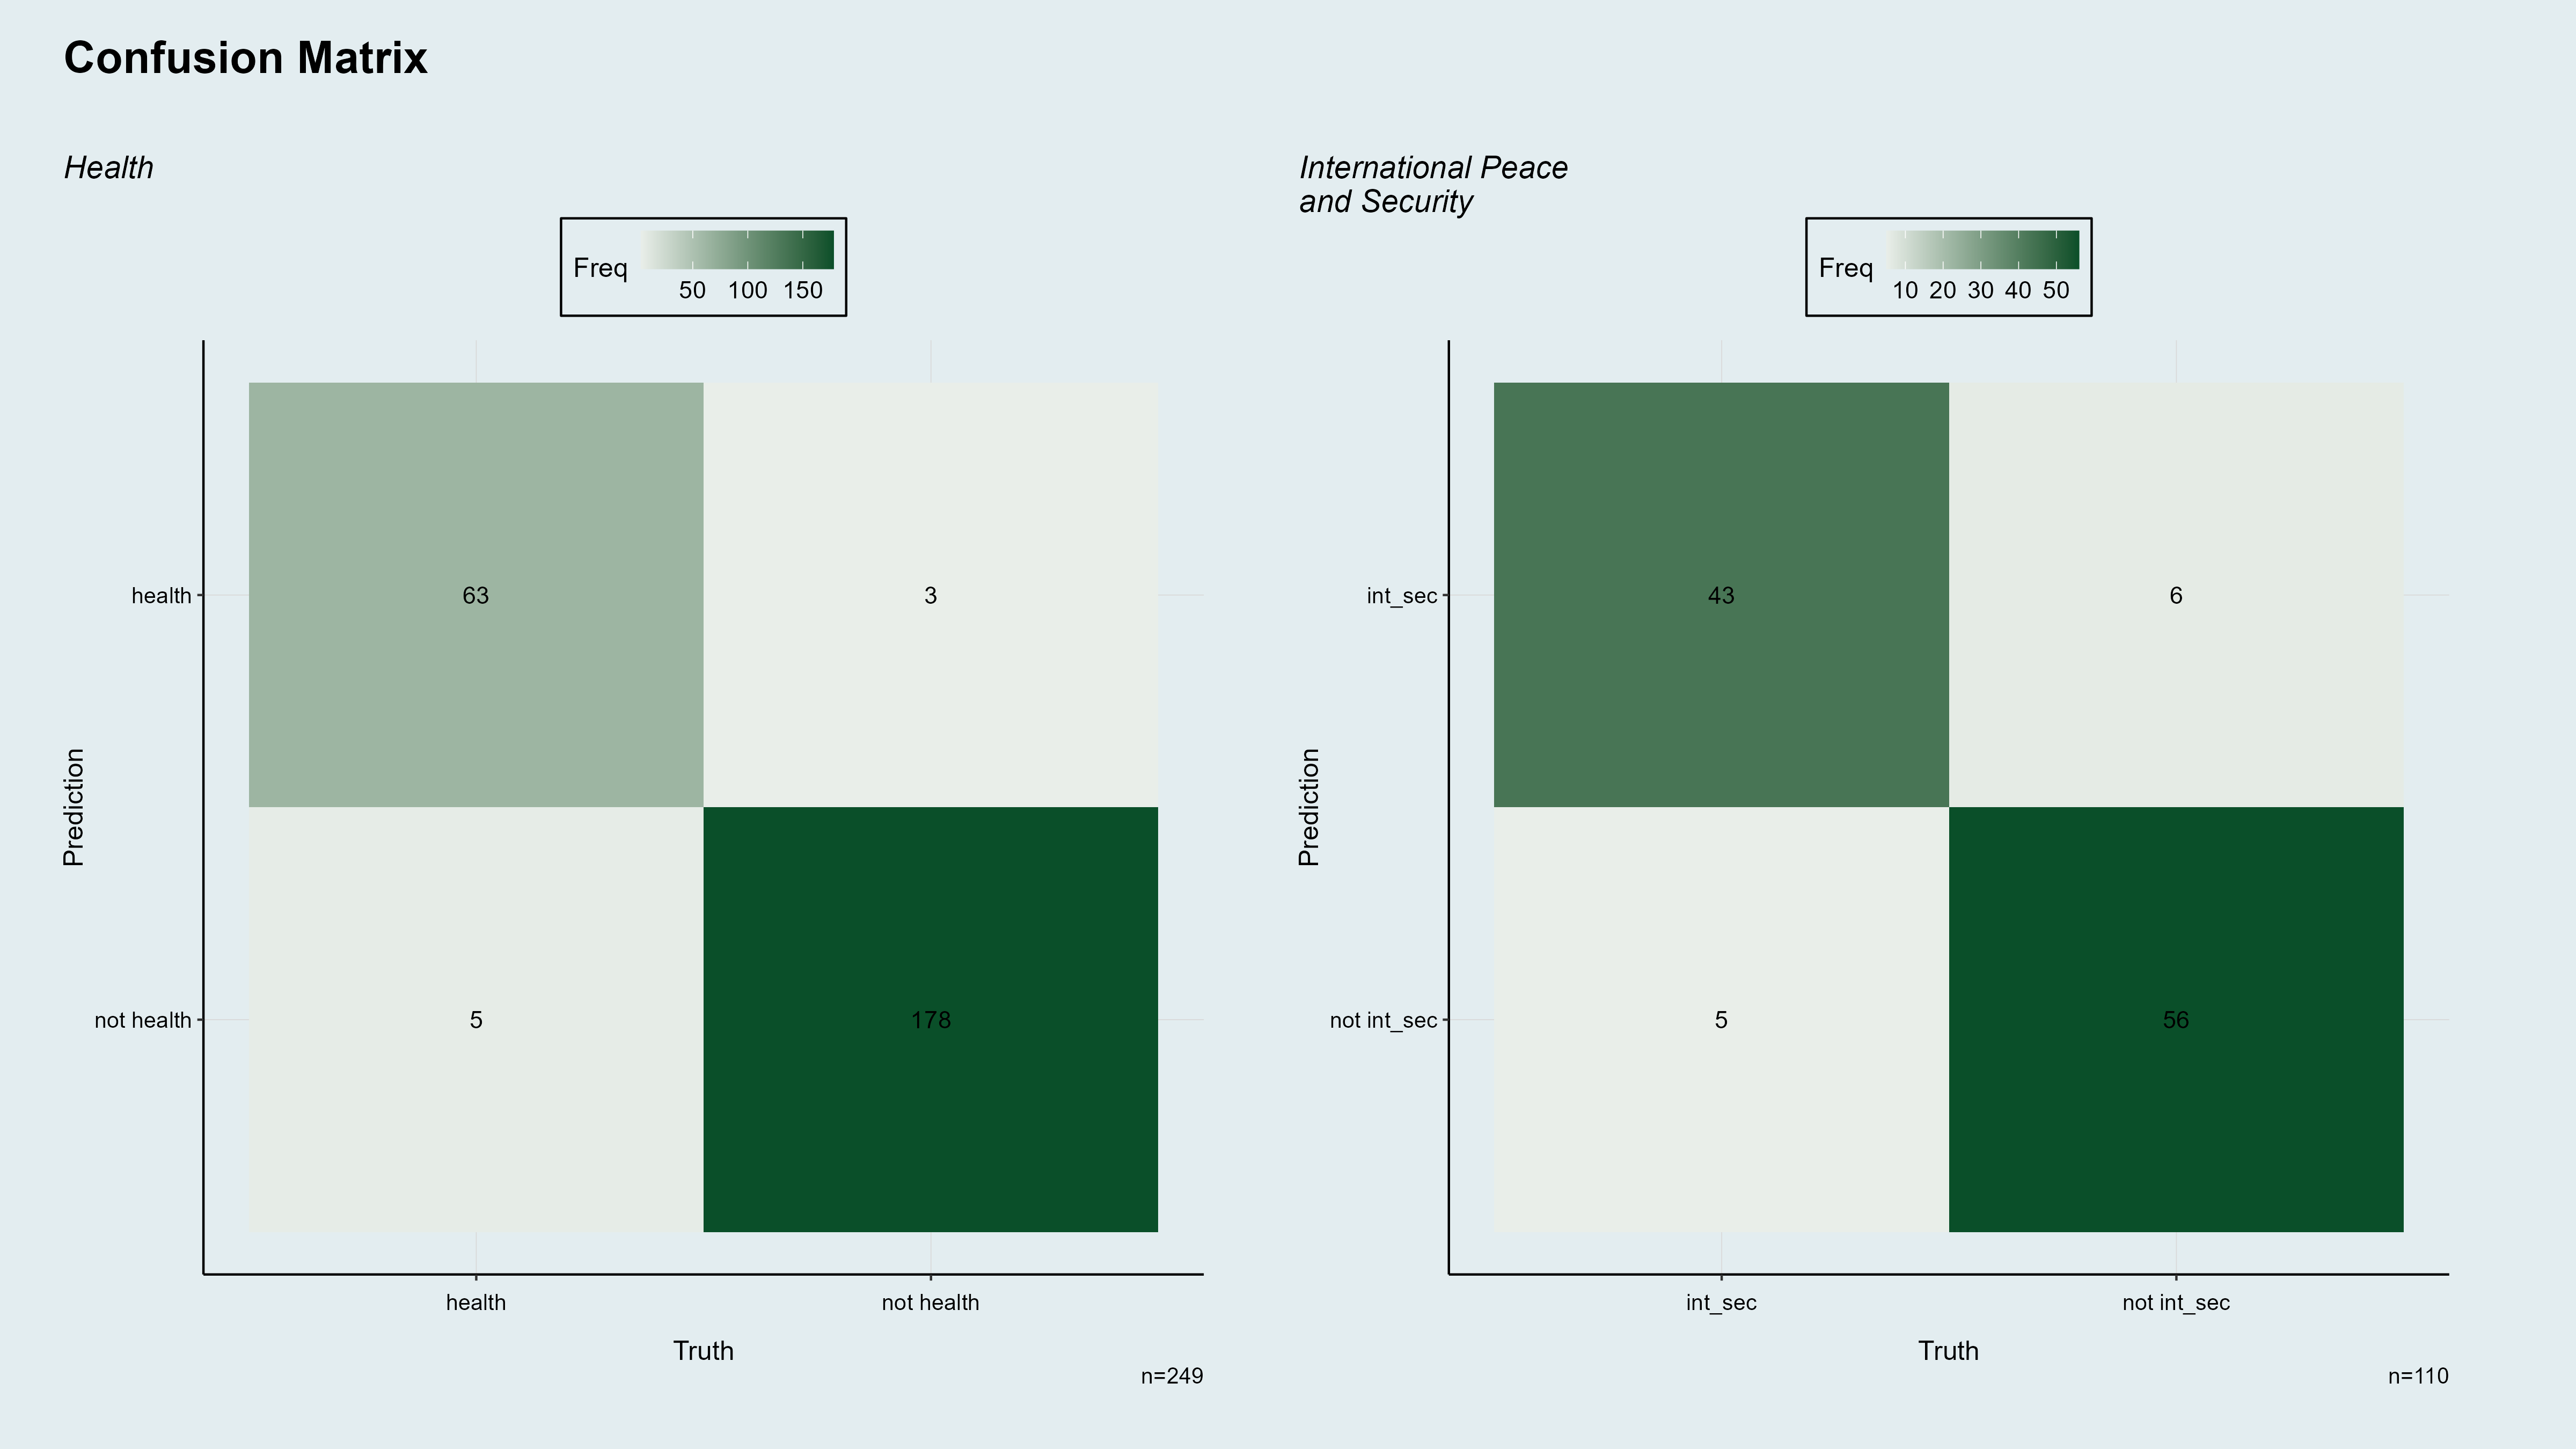 Confusion Matrix
Health
Freq
50 100 150
health
63
3
not health
5
178
Prediction
health
not health
Truth
n=249
International Peace
and Security
Freq
10 20 30 40 50
int_sec
43
6
not int_sec
5
56
Prediction
int_sec
not int_sec
Truth
n=110